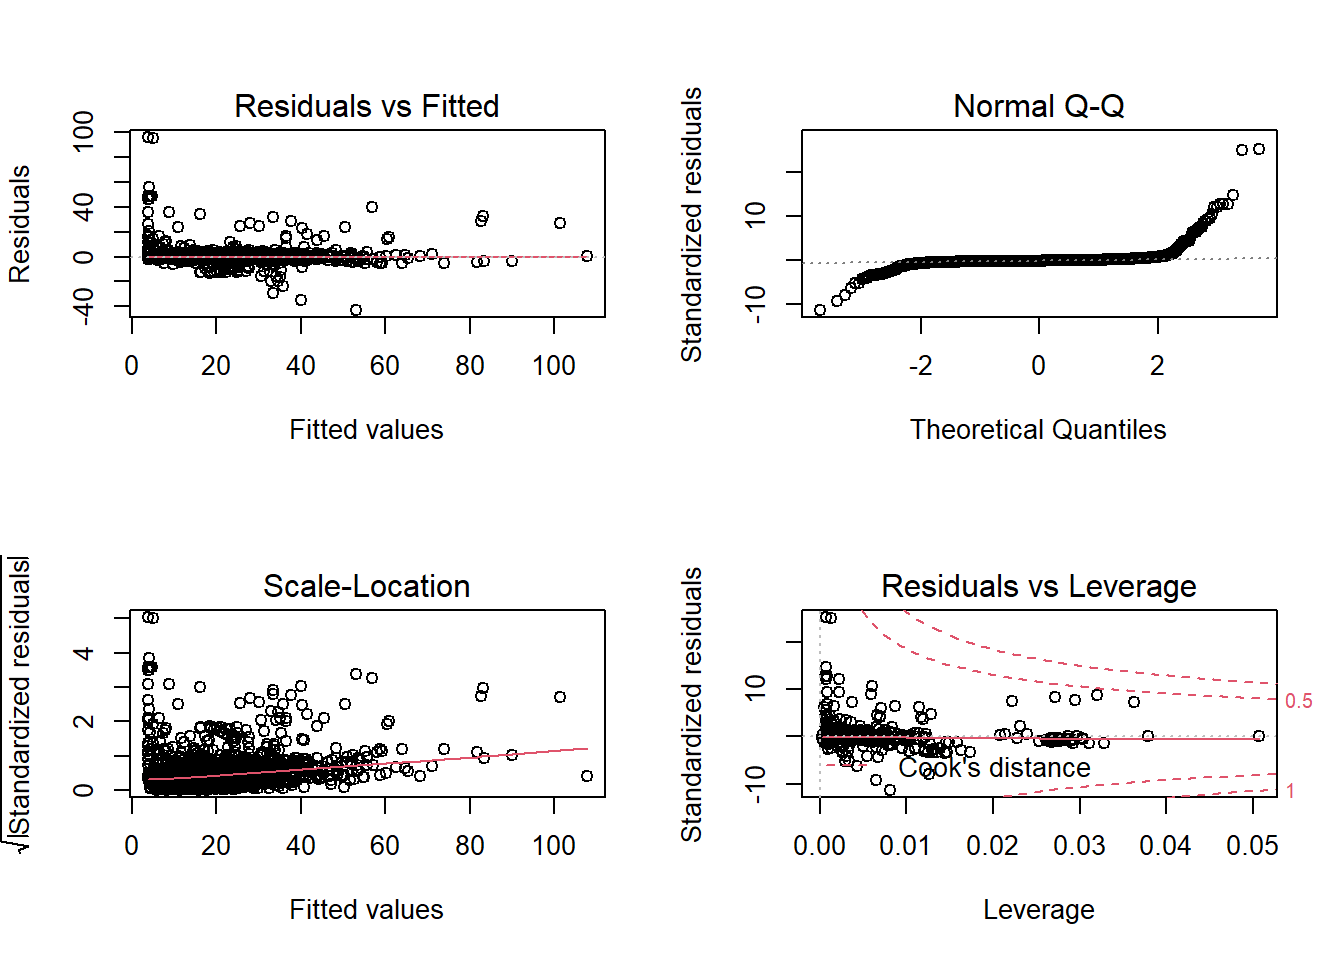 Residuals vs Fitted
Residuals
-40 0 40 100
0 20 40 60 80 100
Fitted values
Normal Q-Q
Standardized residuals
-10 10
-2 0 2
Theoretical Quantiles
Scale-Location
√|Standardized residuals|
0 2 4
0 20 40 60 80 100
Fitted values
Residuals vs Leverage
Standardized residuals
-10 10
0.5
Cook's distance
1
0.00 0.01 0.02 0.03 0.04 0.05
Leverage